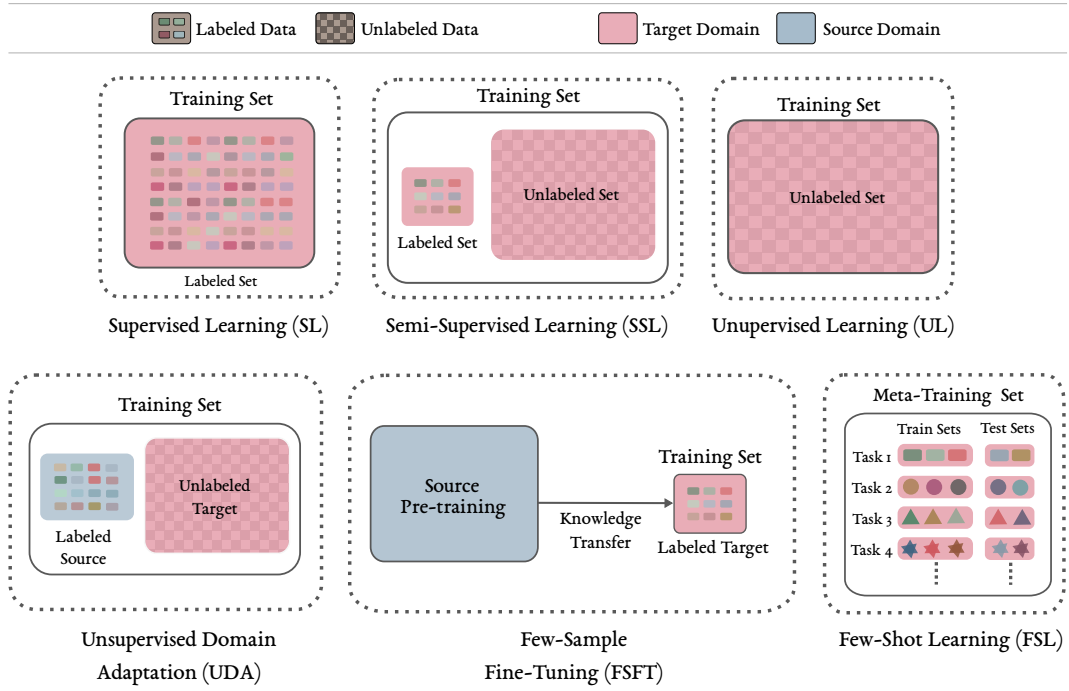 Labeled Data
Unlabeled Data
Target Domain
Source Domain
Training Set
Labeled Set
Supervised Learning (SL)
Training Set
Labeled Set
Unlabeled Set
Semi-Supervised Learning (SSL)
Training Set
Unlabeled Set
Unupervised Learning (UL)
Training Set
Labeled
Source
Unlabeled
Target
Unsupervised Domain
Adaptation (UDA)
Source
Pre-training
Knowledge
Transfer
Training Set
Labeled Target
Few-Sample
Fine-Tuning (FSFT)
Meta-Training Set
Train Sets
Test Sets
Task 1
Task 2
Task 3
Task 4
Few-Shot Learning (FSL)